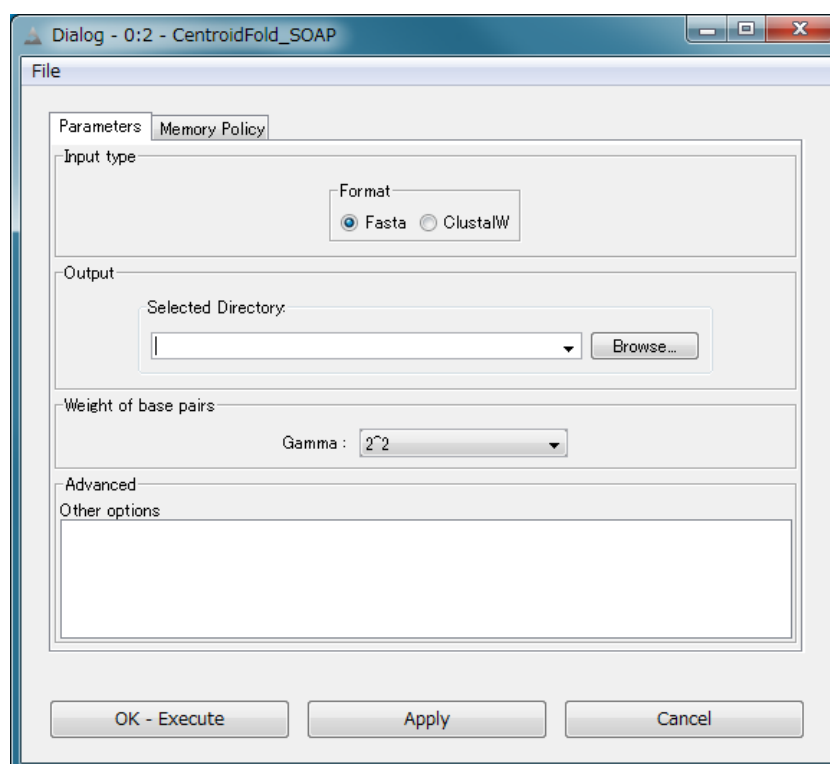 Dialog - 0:2 - CentroidFold_SOAP
File
Parameters Memory Policy
Input type
Format
Fasta ClustalW
Output
Selected Directory:
Browse...
Weight of base pairs
Gamma : 2^2
Advanced
Other options
OK - Execute Apply Cancel